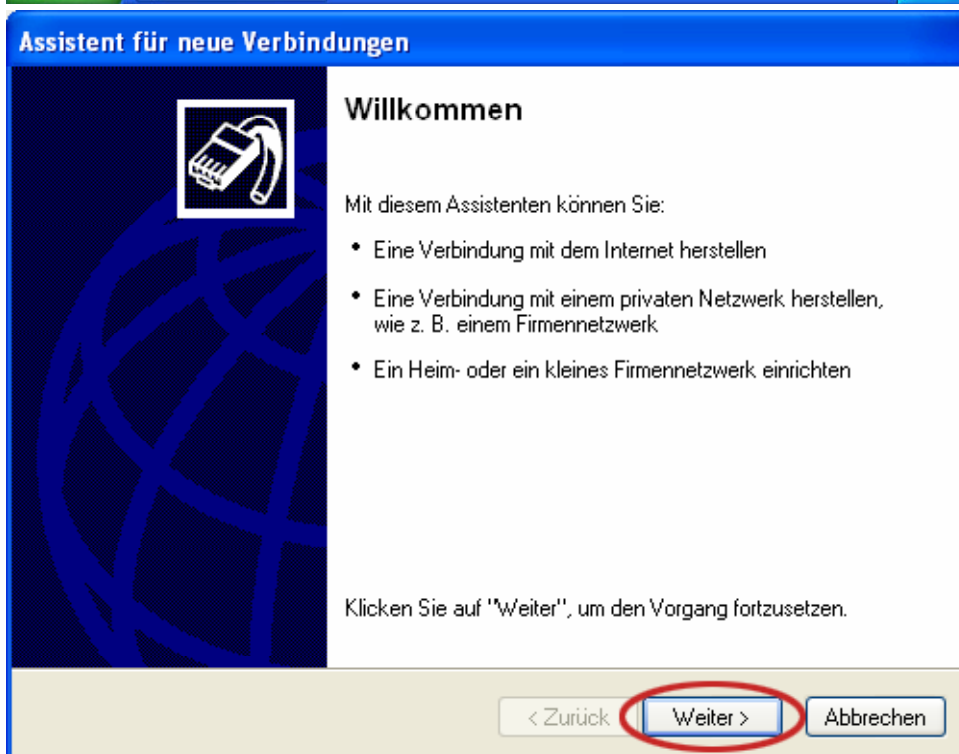 Assistent für neue Verbindungen
Willkommen
Mit diesem Assistenten können Sie:
• Eine Verbindung mit dem Internet herstellen
• Eine Verbindung mit einem privaten Netzwerk herstellen,
wie z. B. einem Firmennetzwerk
• Ein Heim- oder ein kleines Firmennetzwerk einrichten
Klicken Sie auf "Weiter", um den Vorgang fortzusetzen.
< Zurück Weiter > Abbrechen